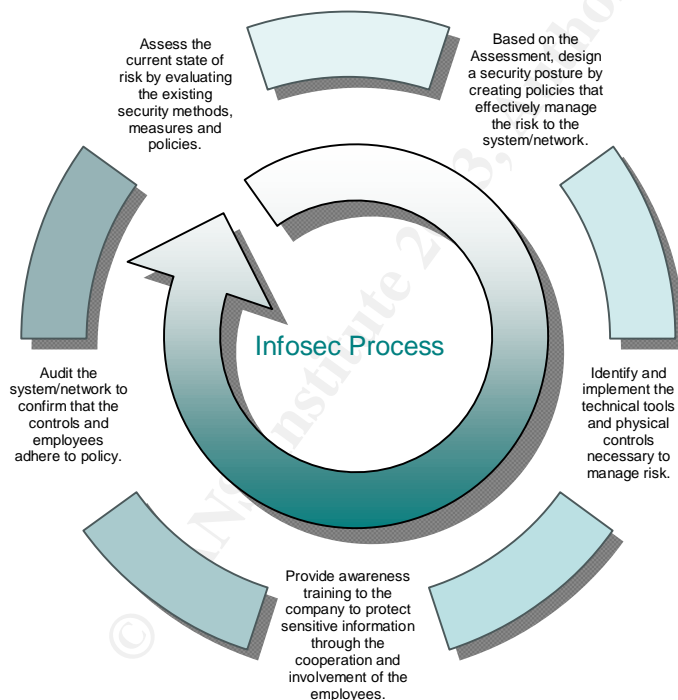 Assess the
current state of
risk by evaluating
the existing
security methods,
measures and
policies.
Based on the
Assessment, design
a security posture by
creating policies that
effectively manage
the risk to the
system/network.
Infosec Process
Identify and
implement the
technical tools
and physical
controls
necessary to
manage risk.
Provide awareness
training to the
company to protect
sensitive information
through the
cooperation and
involvement of the
employees.
Audit the
system/network to
confirm that the
controls and
employees
adhere to policy.